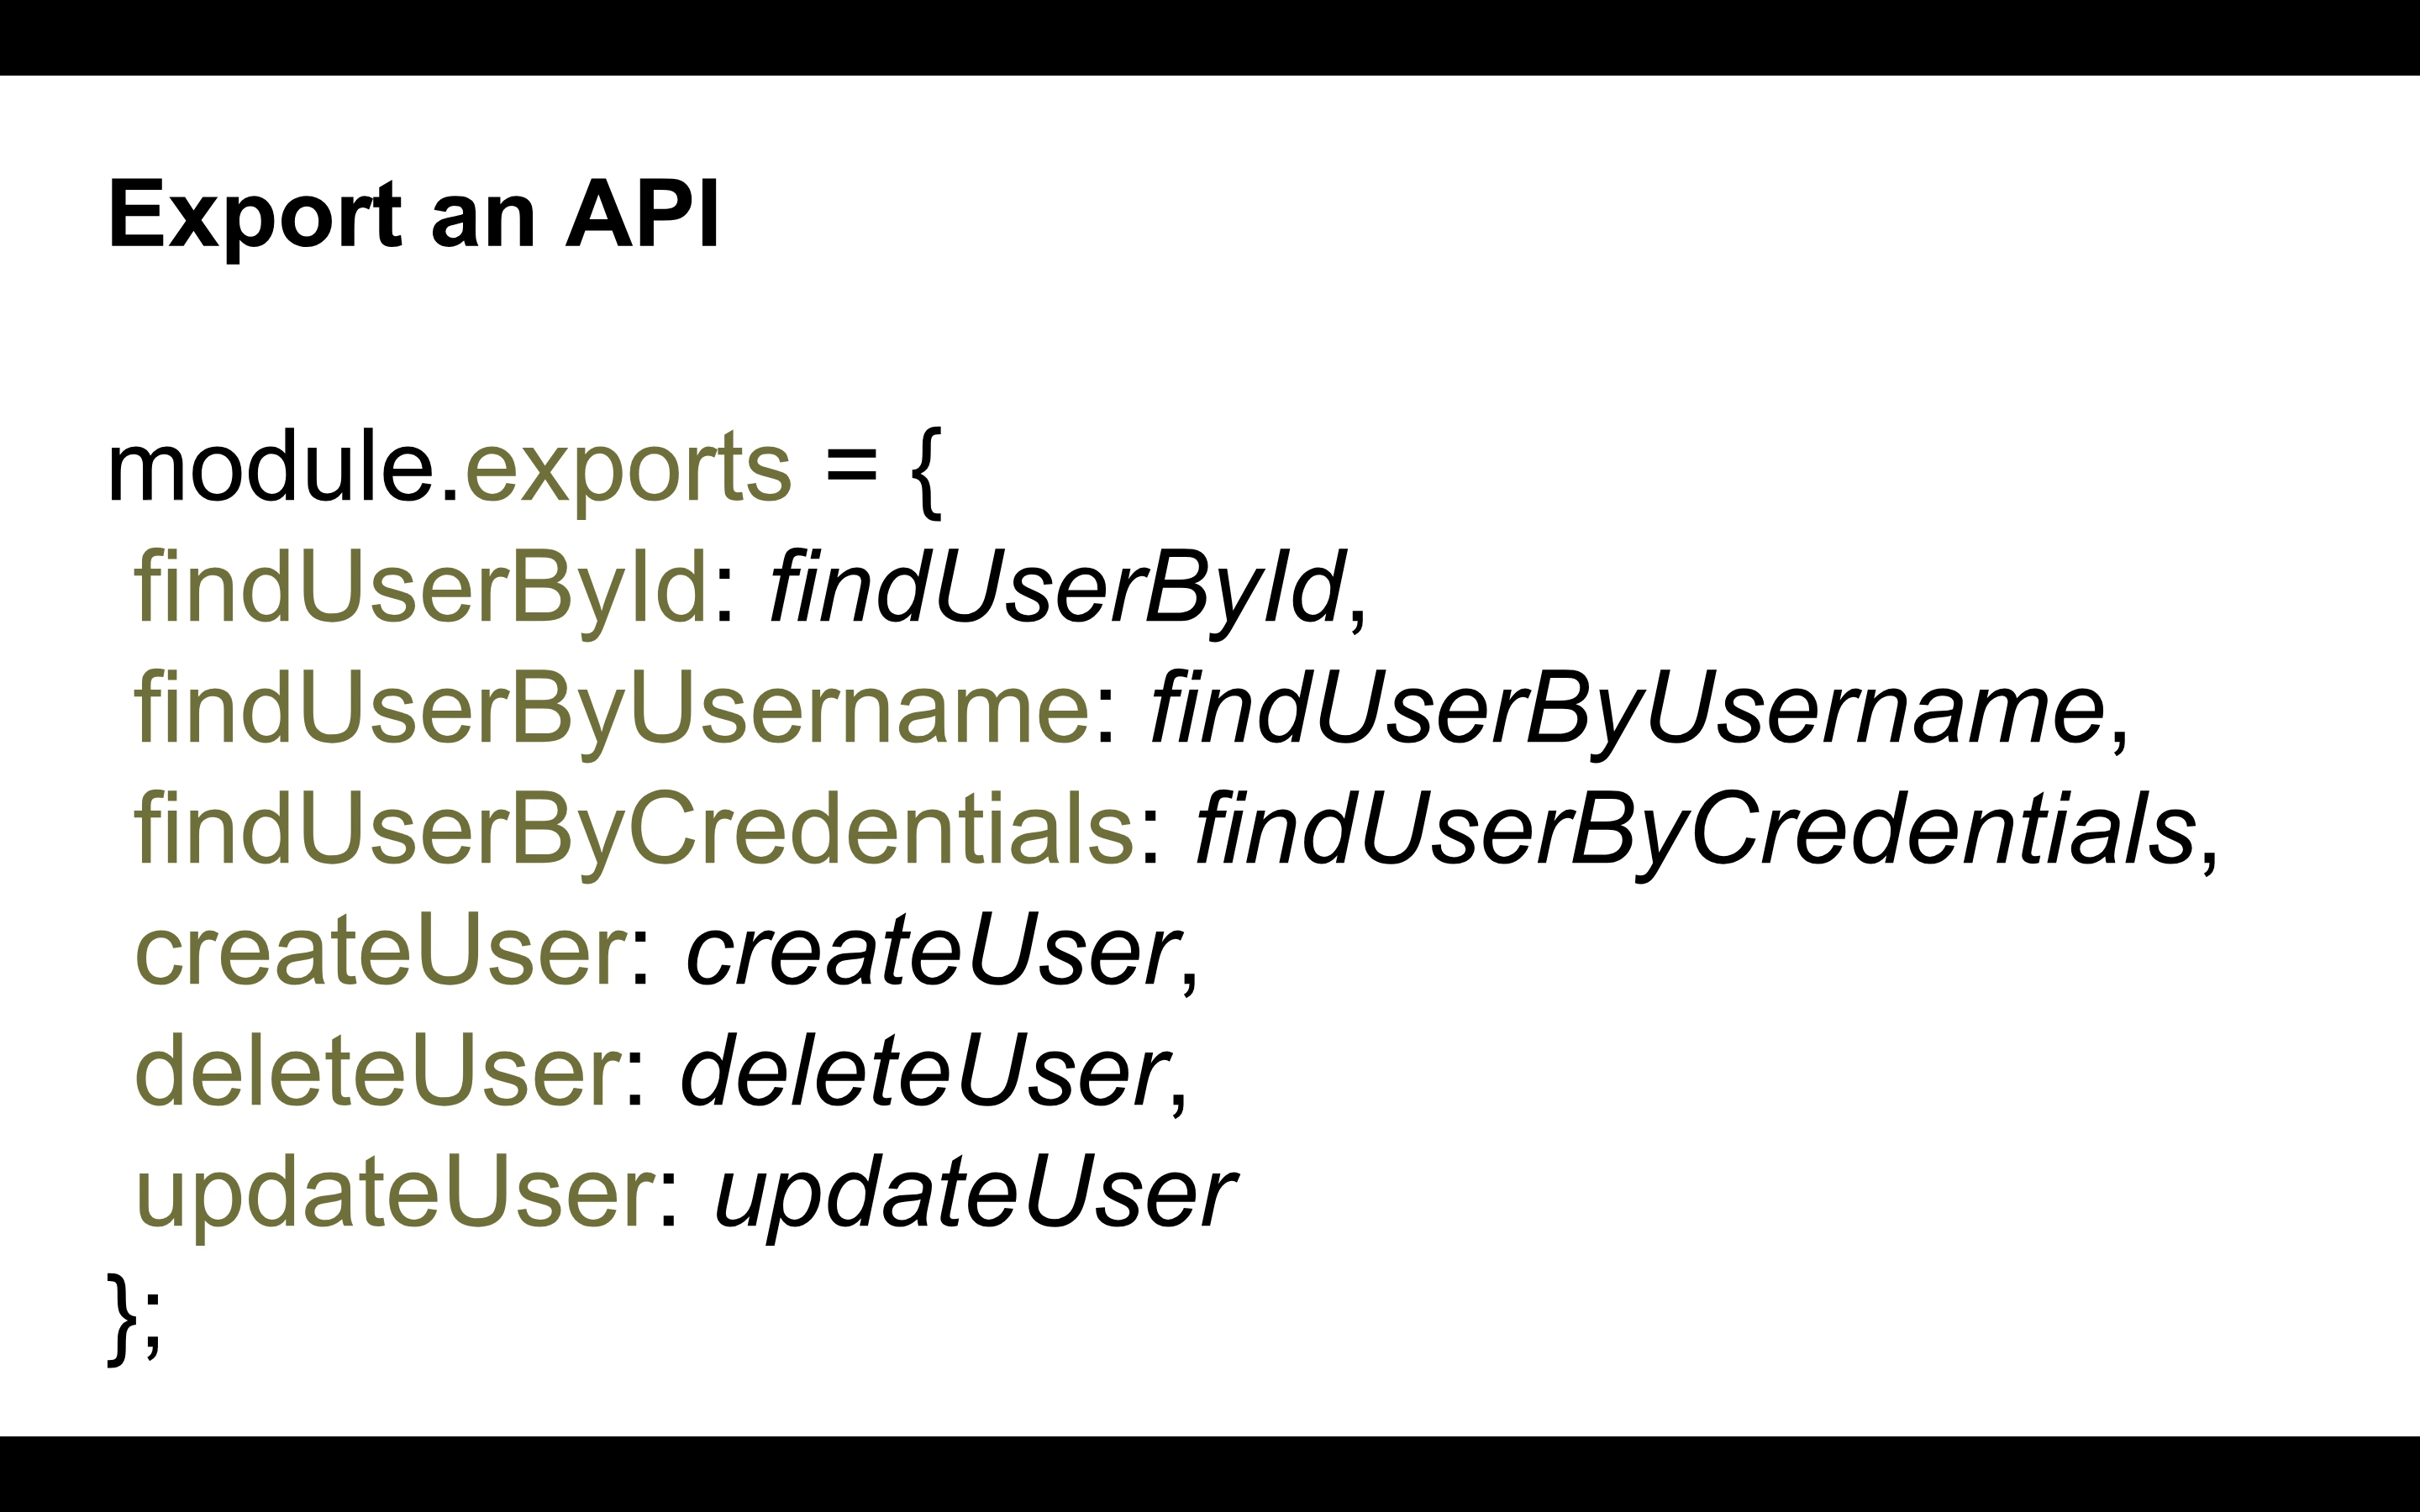 Export an API
module.exports = {
findUserById: findUserById,
findUserByUsername: findUserByUsername,
findUserByCredentials: findUserByCredentials,
createUser: createUser,
deleteUser: deleteUser,
updateUser: updateUser
};